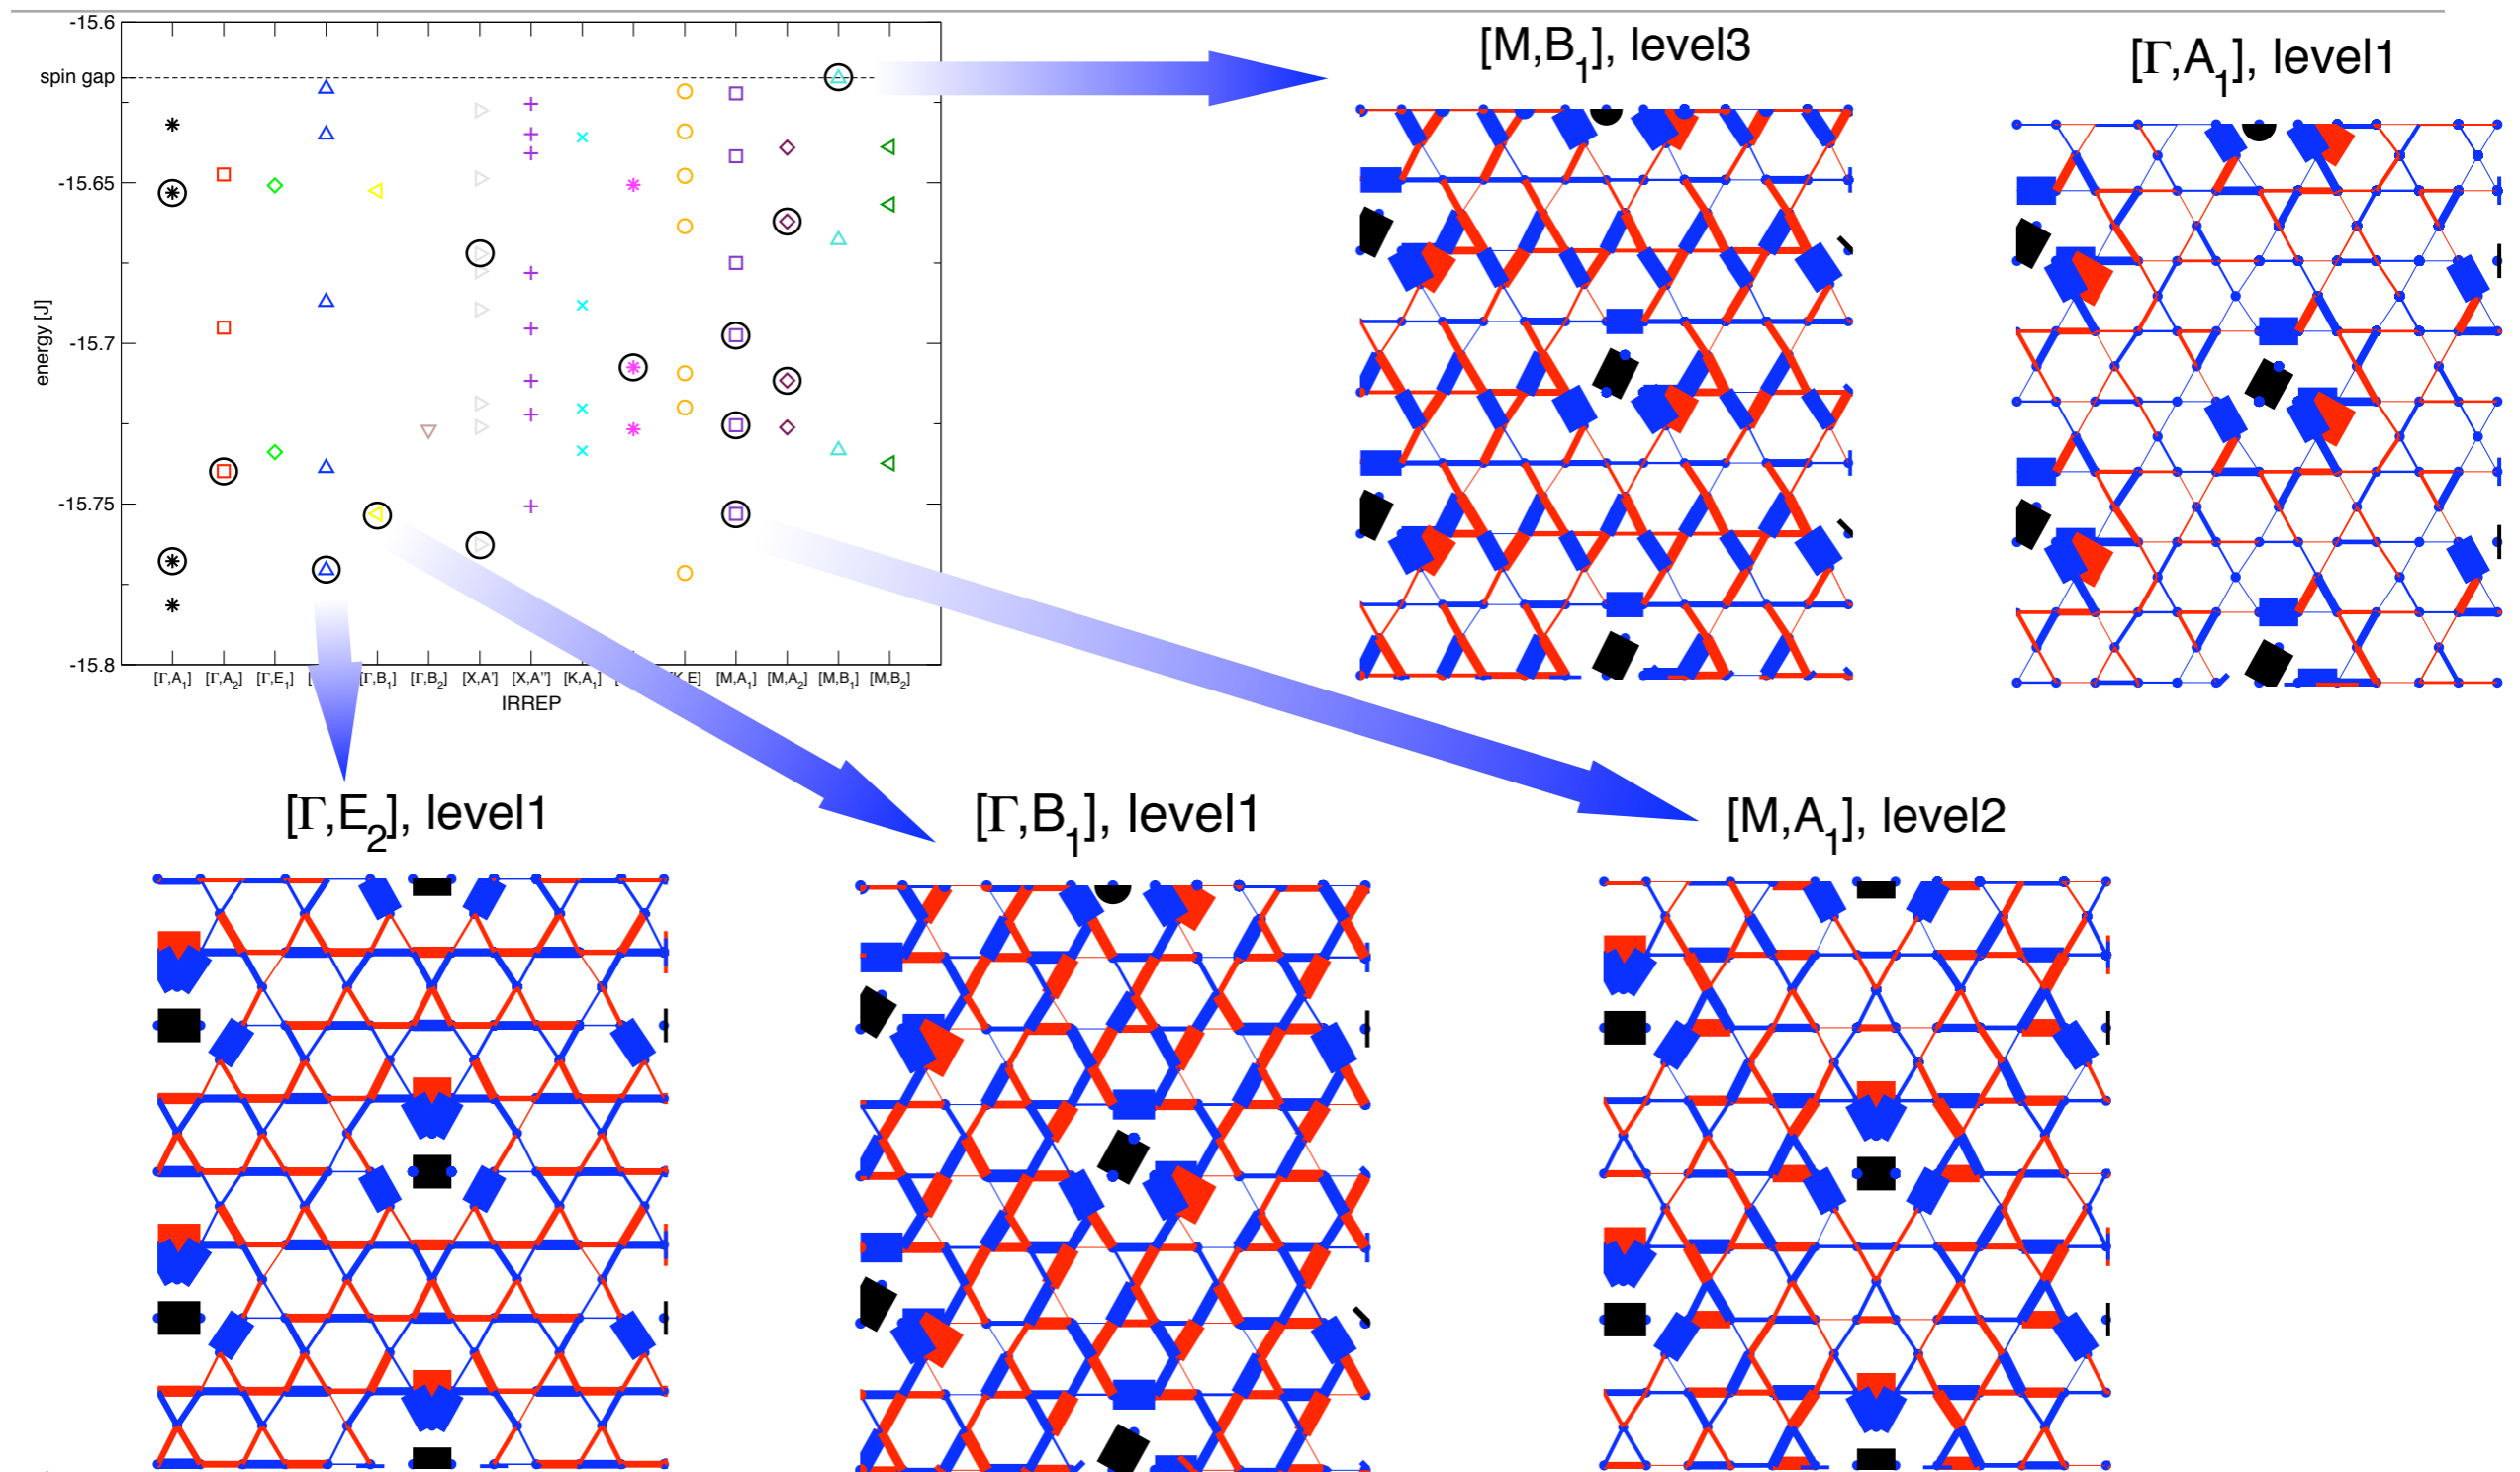 -15.6
spin gap
-15.65
-15.7
-15.75
-15.8
energy [J]
[Γ,A1] [Γ,A2] [Γ,E1] [Γ,B1] [Γ,B2] [X,A'] [X,A''] [K,A1] [K,E] [M,A1] [M,A2] [M,B1] [M,B2]
IRREP
[M,B1], level3
[Γ,A1], level1
[Γ,E2], level1
[Γ,B1], level1
[M,A1], level2